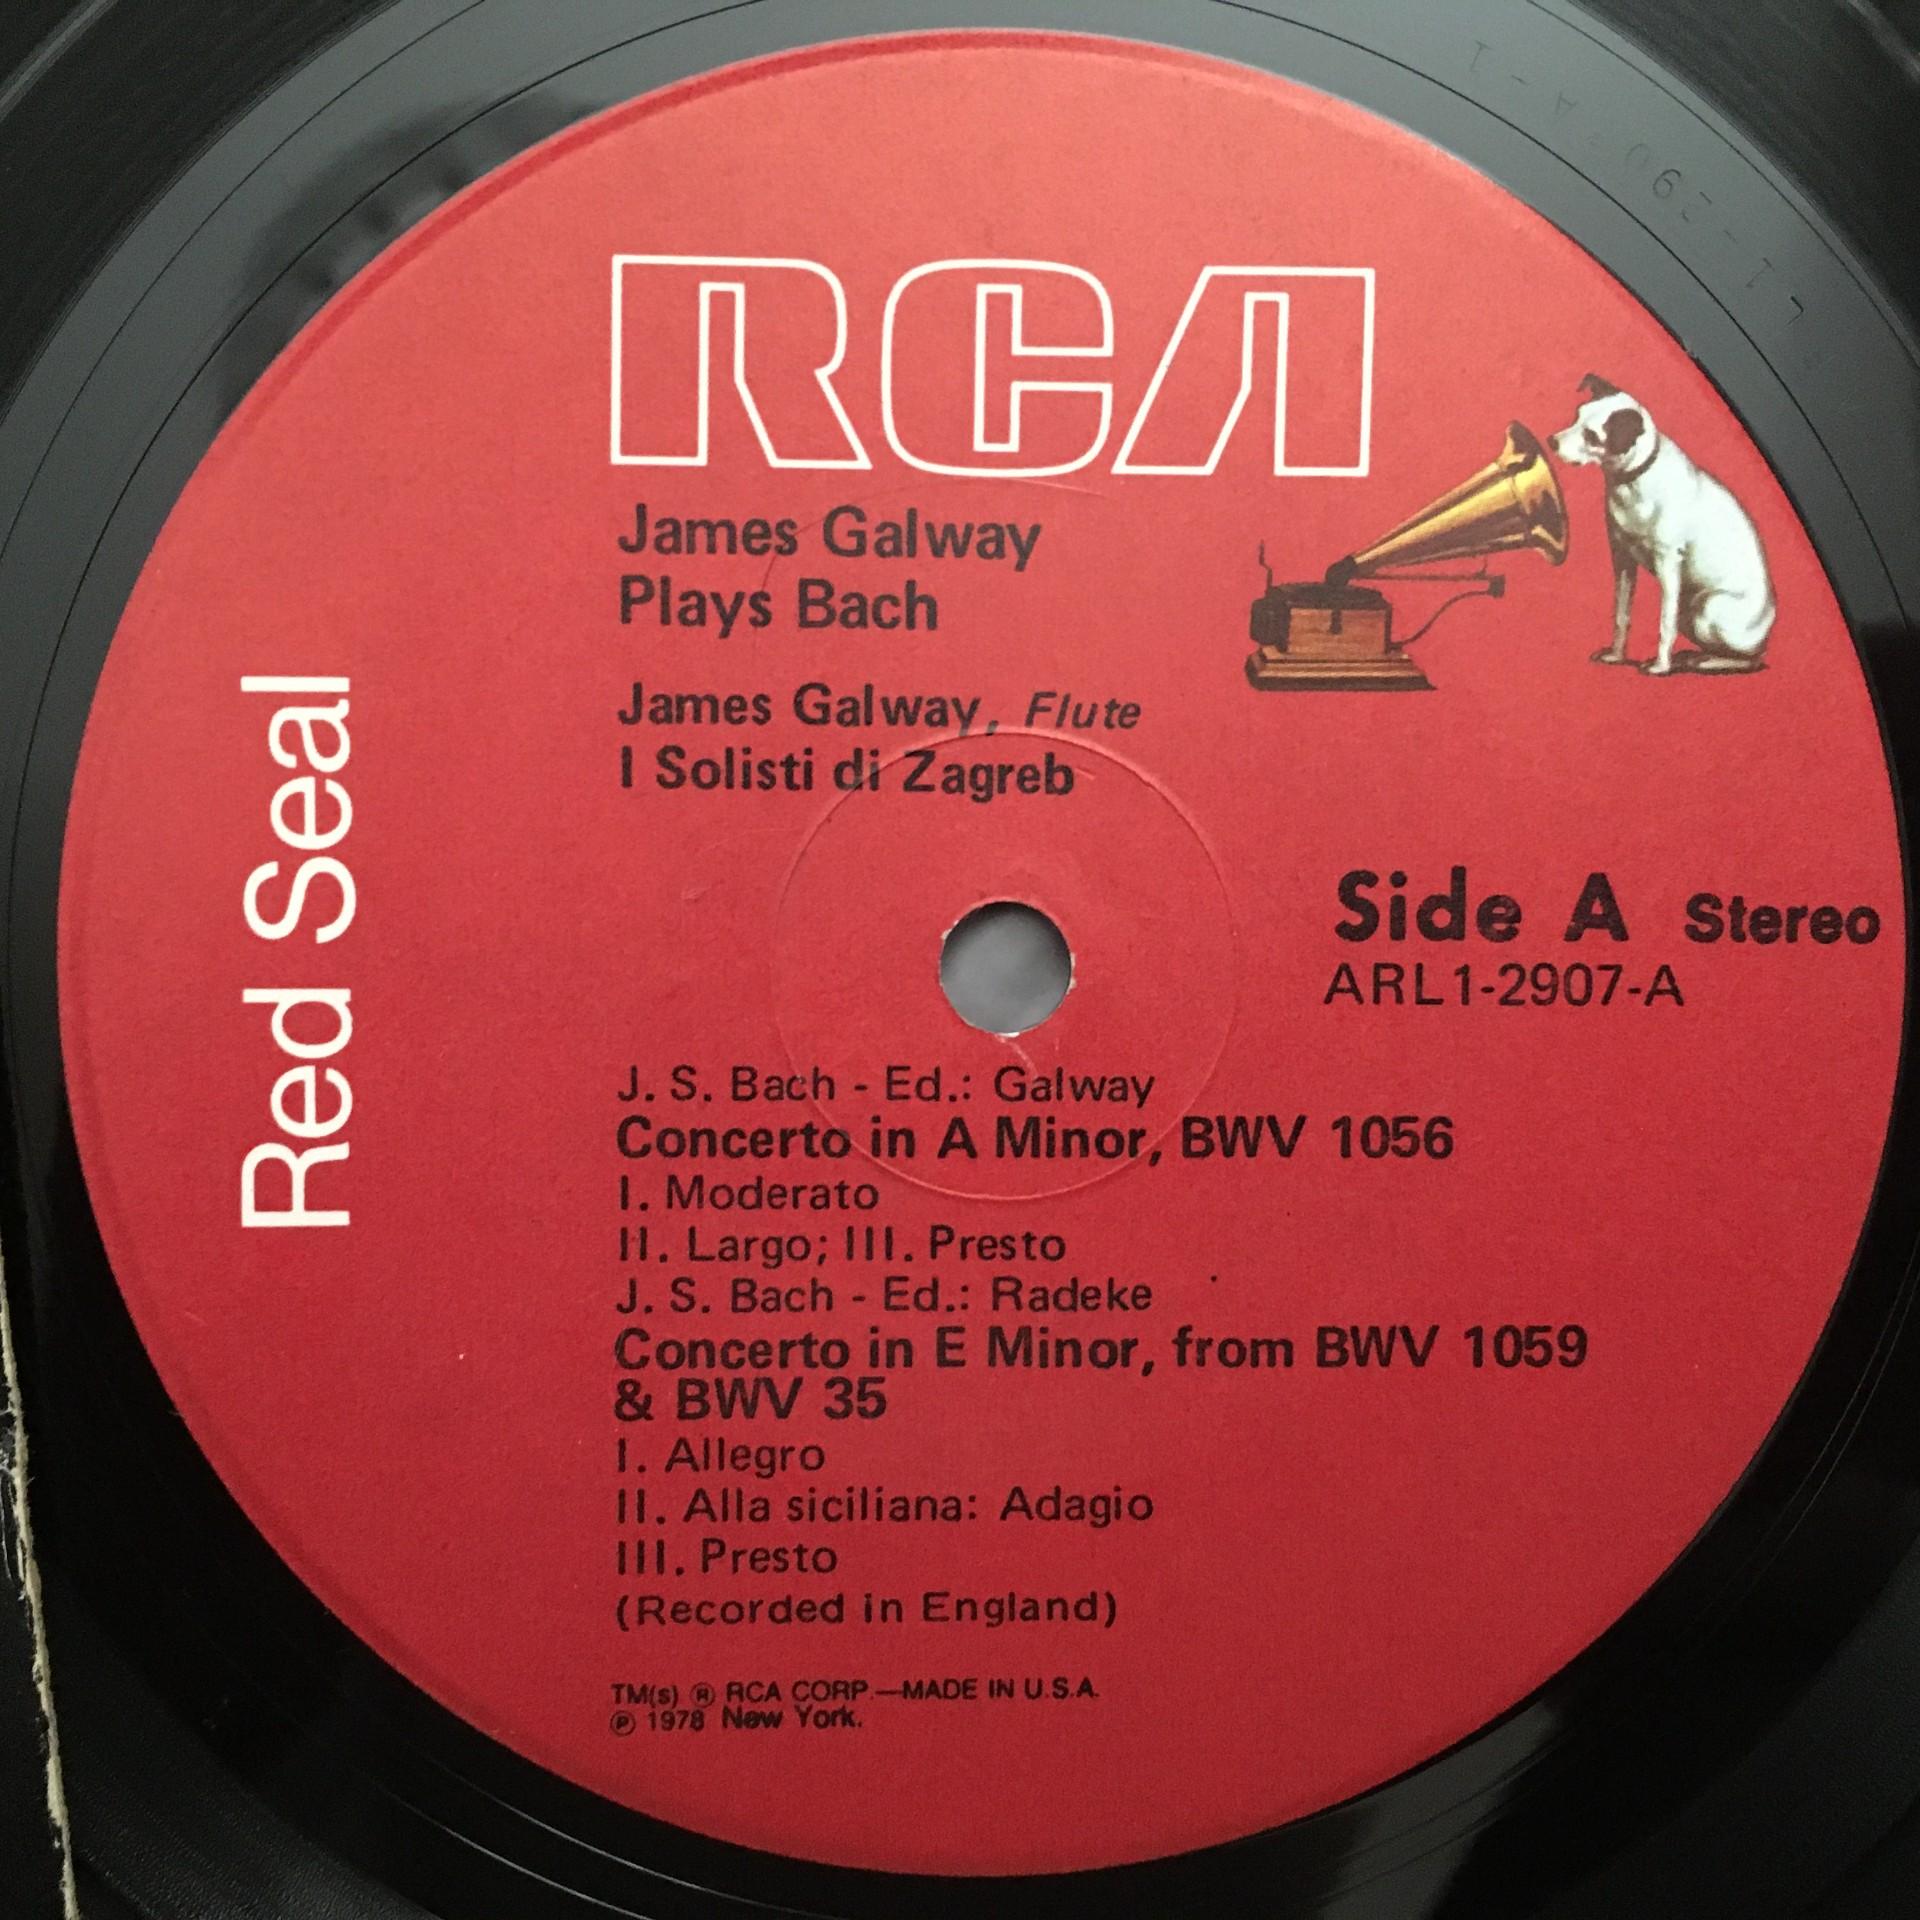 RCA
James Galway
Plays Bach
James Galway, Flute
I Solisti di Zagreb
Red Seal
Side A Stereo
ARL1-2907-A
J. S. Bach - Ed.: Galway
Concerto in A Minor, BWV 1056
I. Moderato
II. Largo; III. Presto
J. S. Bach - Ed.: Radeke
Concerto in E Minor, from BWV 1059
& BWV 35
I. Allegro
II. Alla siciliana: Adagio
III. Presto
(Recorded in England)
TM(s) ® RCA CORP.—MADE IN U.S.A.
℗ 1978 New York.